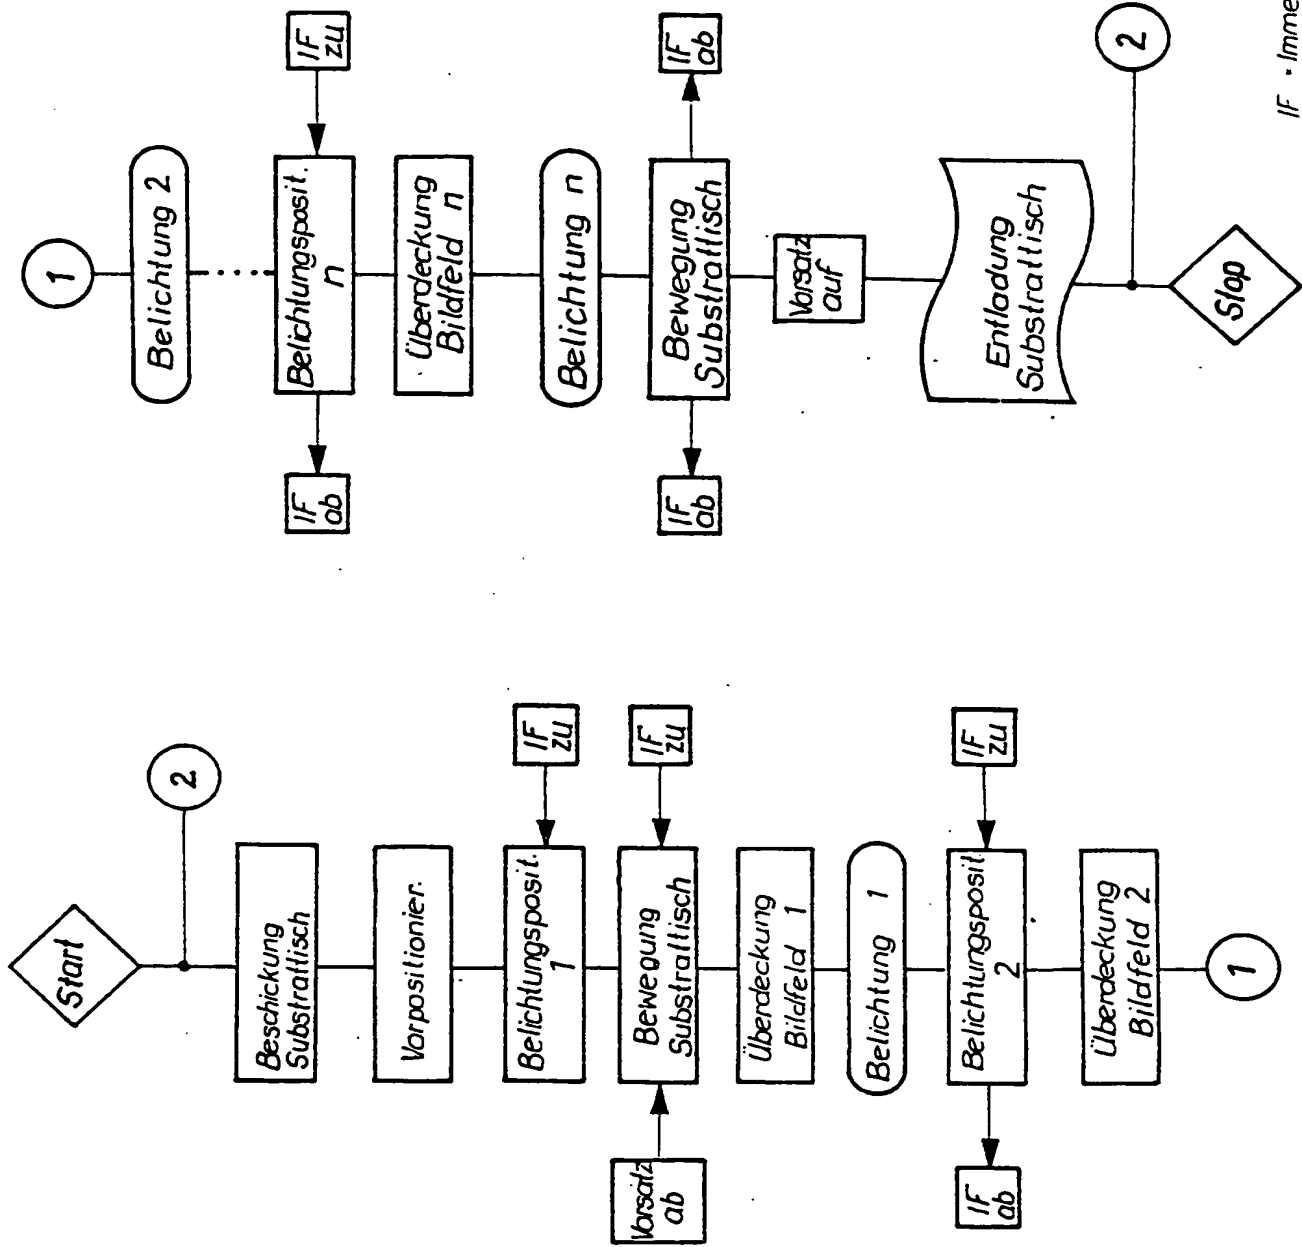 Start
2
Beschickung
Substrattisch
Vorpositionier.
Belichtungsposit.
1
IF
zu
Bewegung
Substrattisch
IF
zu
Vorsatz
ab
Überdeckung
Bildfeld 1
Belichtung 1
Belichtungsposit.
2
IF
zu
IF
ab
Überdeckung
Bildfeld 2
1
1
Belichtung 2
Belichtungsposit.
n
IF
zu
IF
ab
Überdeckung
Bildfeld n
Belichtung n
Bewegung
Substrattisch
IF
ab
IF
ab
Vorsatz
auf
Entladung
Substrattisch
2
Stop
IF